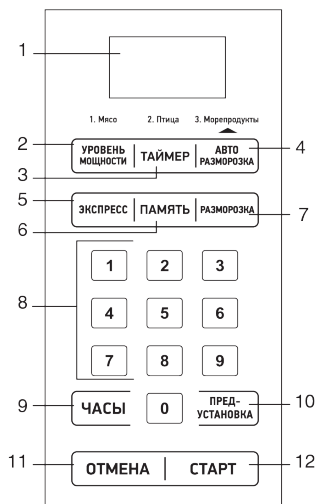 1
1. Мясо 2. Птица 3. Морепродукты
2 УРОВЕНЬ МОЩНОСТИ ТАЙМЕР АВТО РАЗМОРОЗКА 4
3
5 ЭКСПРЕСС ПАМЯТЬ РАЗМОРОЗКА 7
6
1 2 3
8
4 5 6
7 8 9
9 ЧАСЫ 0 ПРЕД-
УСТАНОВКА 10
11 ОТМЕНА СТАРТ 12